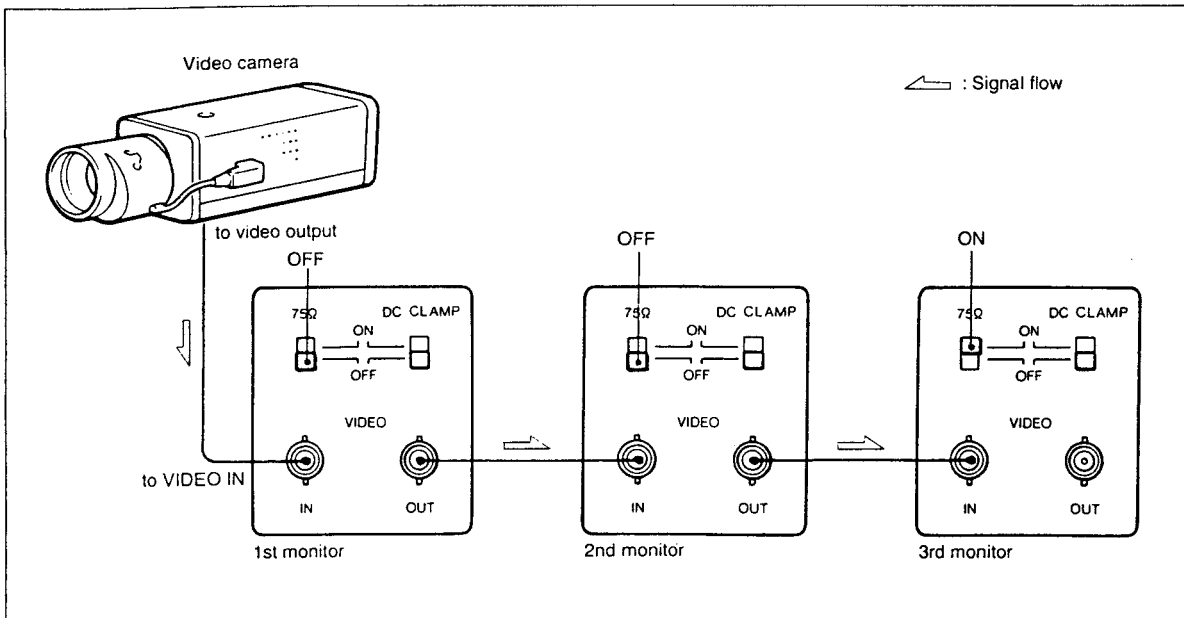 Video camera
: Signal flow
to video output
OFF
OFF
ON
75Ω
DC CLAMP
ON
OFF
VIDEO
to VIDEO IN
IN
OUT
1st monitor
75Ω
DC CLAMP
ON
OFF
VIDEO
IN
OUT
2nd monitor
75Ω
DC CLAMP
ON
OFF
VIDEO
IN
OUT
3rd monitor